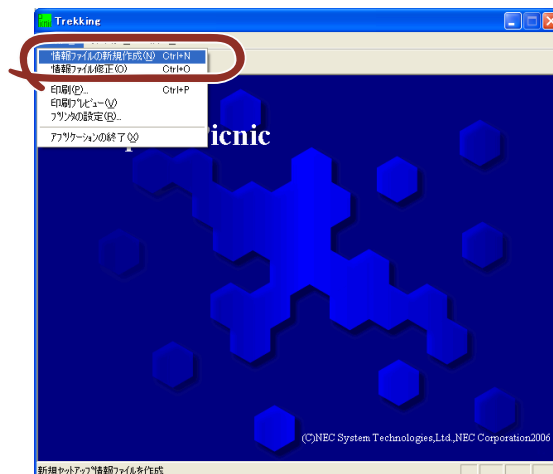 Trekking
情報ファイルの新規作成(N) Ctrl+N
情報ファイル修正(O) Ctrl+O
印刷(P)... Ctrl+P
印刷プレビュー(V)
プリンタの設定(R)...
アプリケーションの終了(X)
icnic
(C)NEC System Technologies,Ltd.,NEC Corporation2006
新規セットアップ情報ファイルを作成